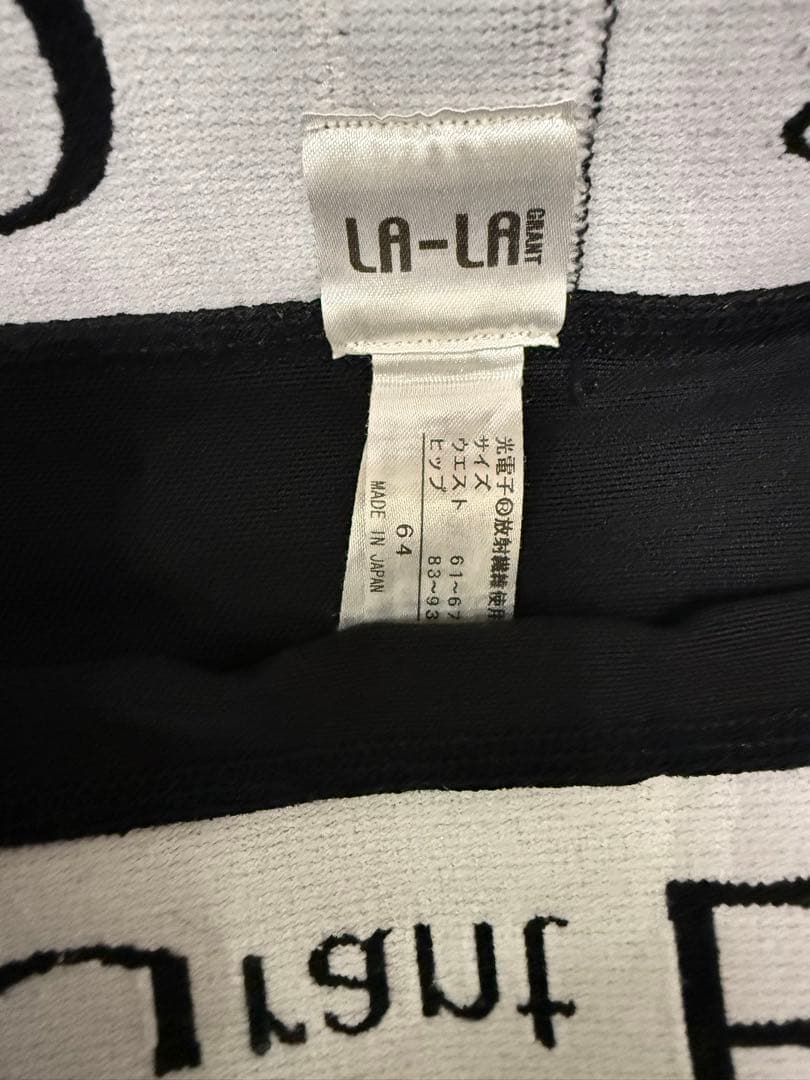 LA-LA
GRANT
光電子®放射繊維使用
サイズ
ウエスト 61~67
ヒップ 83~93
64
MADE IN JAPAN